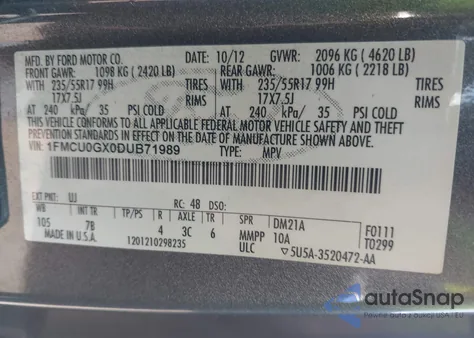 MFD. BY FORD MOTOR CO. 10/12 GVWR: 2096 KG (4620 LB)
FRONT GAWR: 1098 KG (2420 LB) REAR GAWR: 1006 KG (2218 LB)
WITH 235/55R17 99H TIRES WITH 235/55R17 99H TIRES
17X7.5J RIMS 17X7.5J RIMS
AT 240 kPa/ 35 PSI COLD AT 240 kPa/ 35 PSI COLD
THIS VEHICLE CONFORMS TO ALL APPLICABLE FEDERAL MOTOR VEHICLE SAFETY AND
THEFT PREVENTION STANDARDS IN EFFECT ON THE DATE OF MANUFACTURE SHOWN ABOVE.
VIN: 1FMCU0GX0DUB71989 TYPE: MPV
EXT PNT: UJ RC: 48 DSO:
WB INT TR TP/PS R AXLE TR SPR DM21A F0111
105 7B 4 3C 6 MMPP 10A T0299
MADE IN U.S.A. 1201210298235 ULC 5U5A-3520472-AA
autoSnap